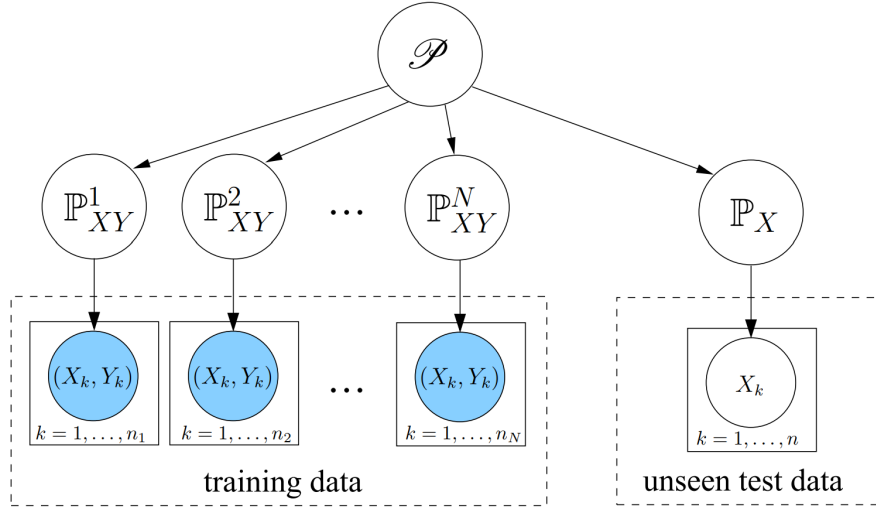 𝒫
ℙ¹_XY ℙ²_XY ... ℙᴺ_XY ℙ_X
(X_k, Y_k) (X_k, Y_k) ... (X_k, Y_k) X_k
k = 1, . . . , n_1 k = 1, . . . , n_2 k = 1, . . . , n_N k = 1, . . . , n
training data unseen test data